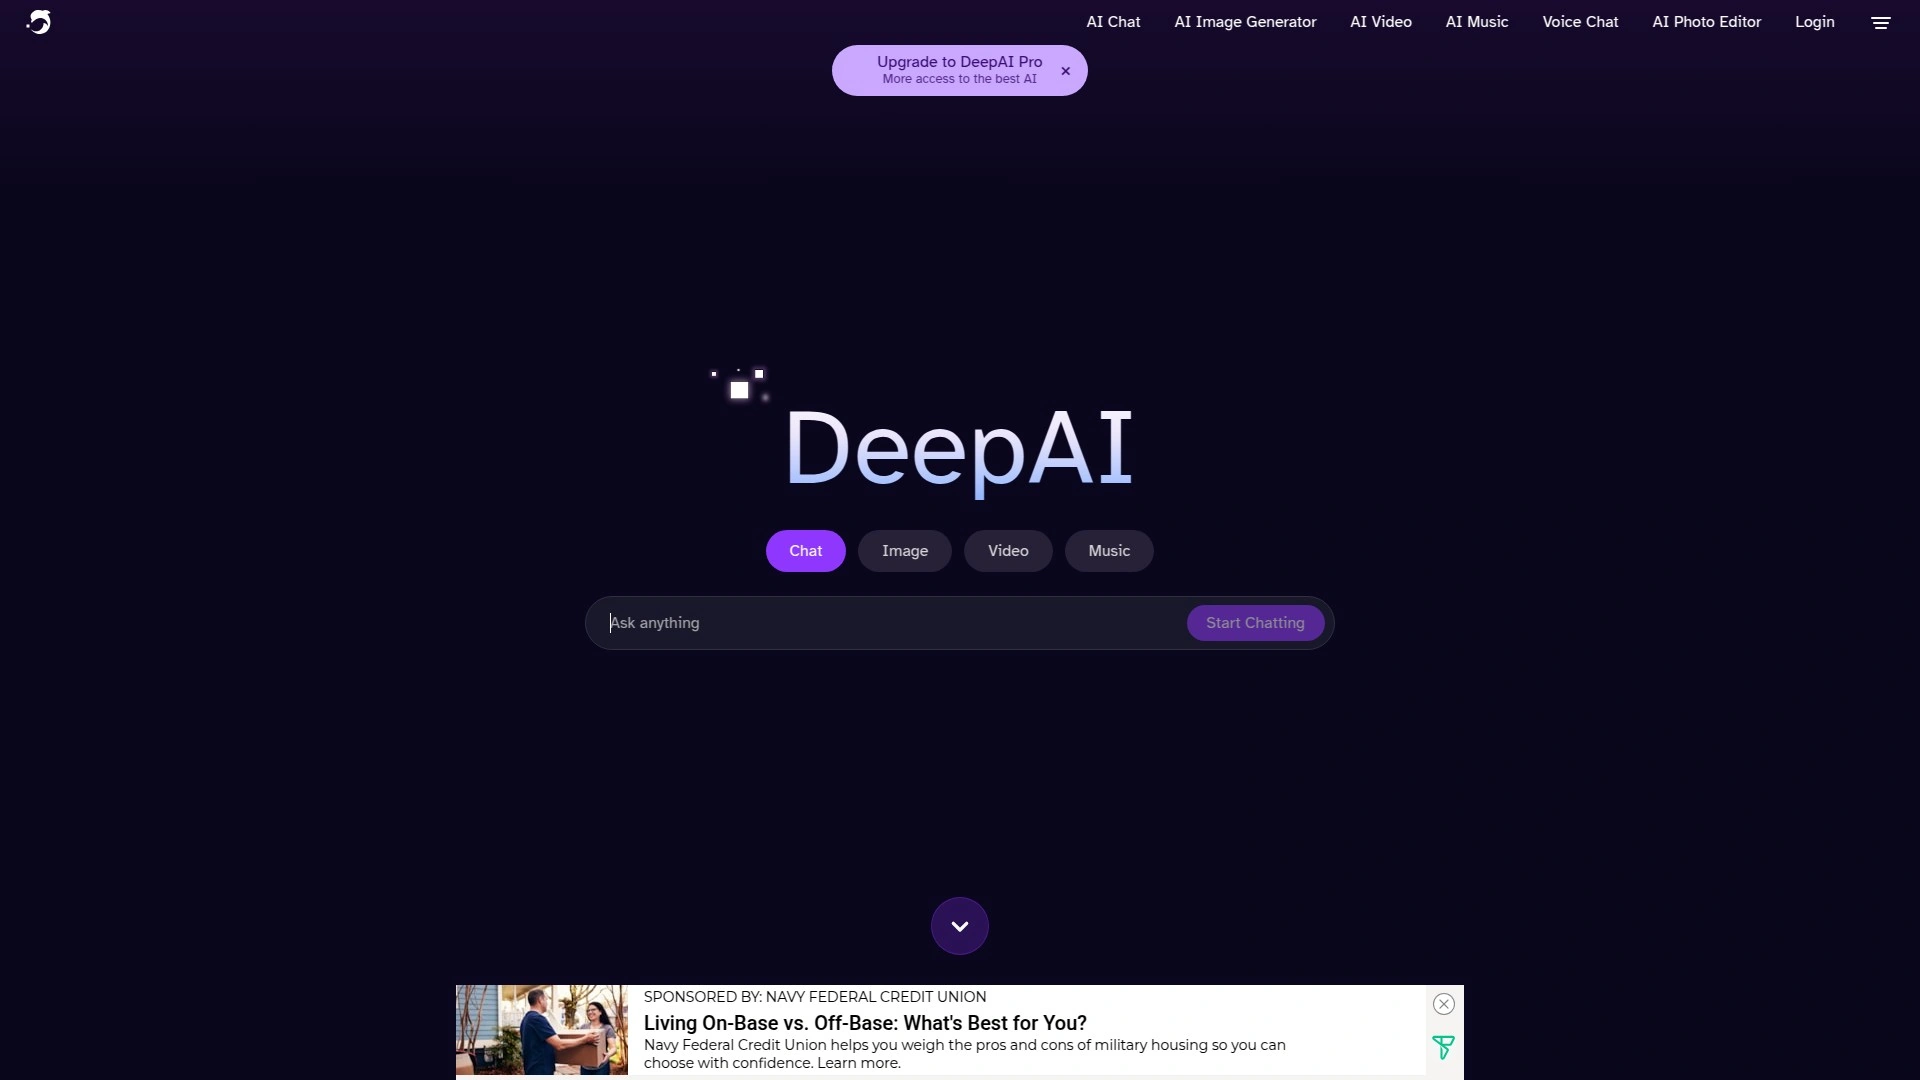 AI Chat
AI Image Generator
AI Video
AI Music
Voice Chat
AI Photo Editor
Login
Upgrade to DeepAI Pro
More access to the best AI
DeepAI
Chat
Image
Video
Music
Ask anything
Start Chatting
SPONSORED BY: NAVY FEDERAL CREDIT UNION
Living On-Base vs. Off-Base: What's Best for You?
Navy Federal Credit Union helps you weigh the pros and cons of military housing so you can
choose with confidence. Learn more.